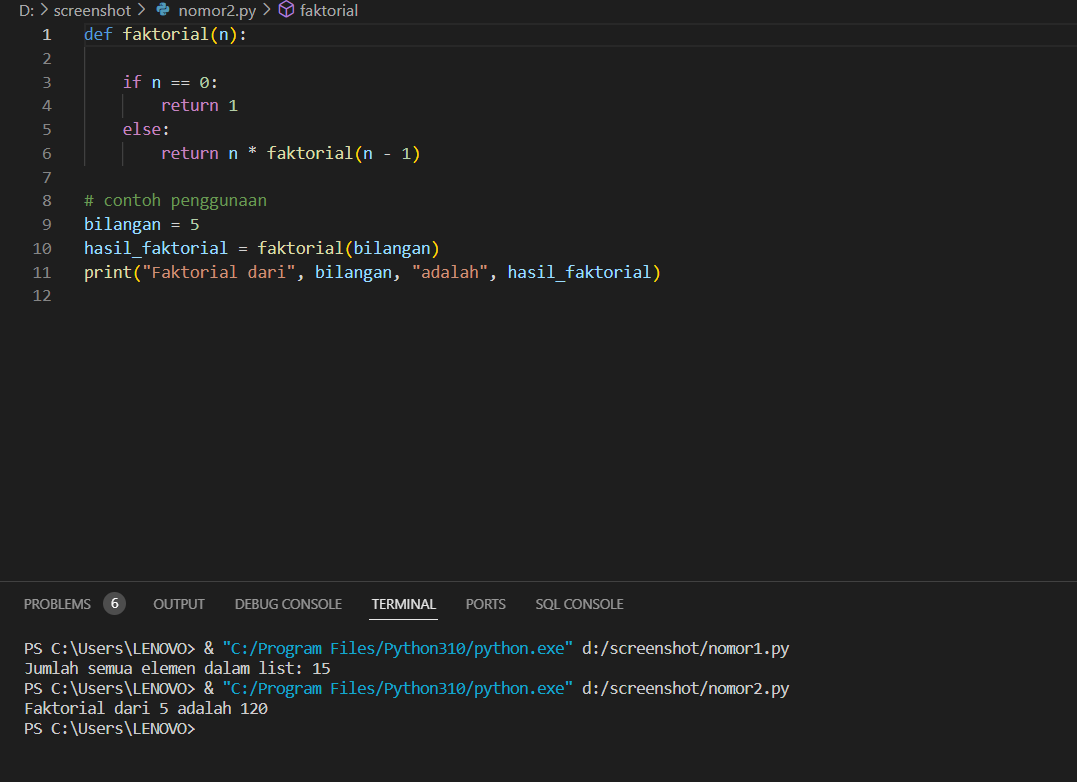 D: > screenshot > nomor2.py > faktorial
1 def faktorial(n):
2
3     if n == 0:
4         return 1
5     else:
6         return n * faktorial(n - 1)
7
8 # contoh penggunaan
9 bilangan = 5
10 hasil_faktorial = faktorial(bilangan)
11 print("Faktorial dari", bilangan, "adalah", hasil_faktorial)
12
PROBLEMS 6 OUTPUT DEBUG CONSOLE TERMINAL PORTS SQL CONSOLE
PS C:\Users\LENOVO> & "C:/Program Files/Python310/python.exe" d:/screenshot/nomor1.py
Jumlah semua elemen dalam list: 15
PS C:\Users\LENOVO> & "C:/Program Files/Python310/python.exe" d:/screenshot/nomor2.py
Faktorial dari 5 adalah 120
PS C:\Users\LENOVO>